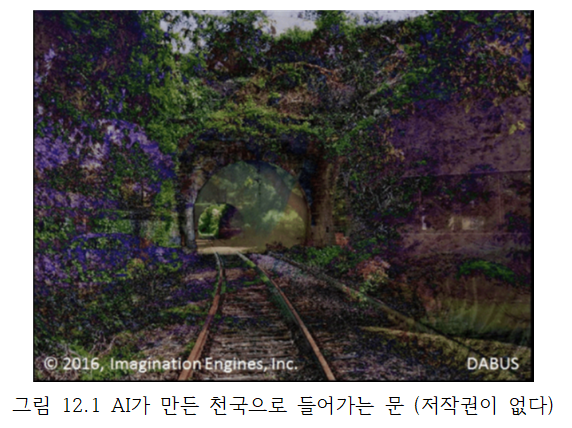 © 2016, Imagination Engines, Inc.
DABUS
그림 12.1 AI가 만든 천국으로 들어가는 문 (저작권이 없다)